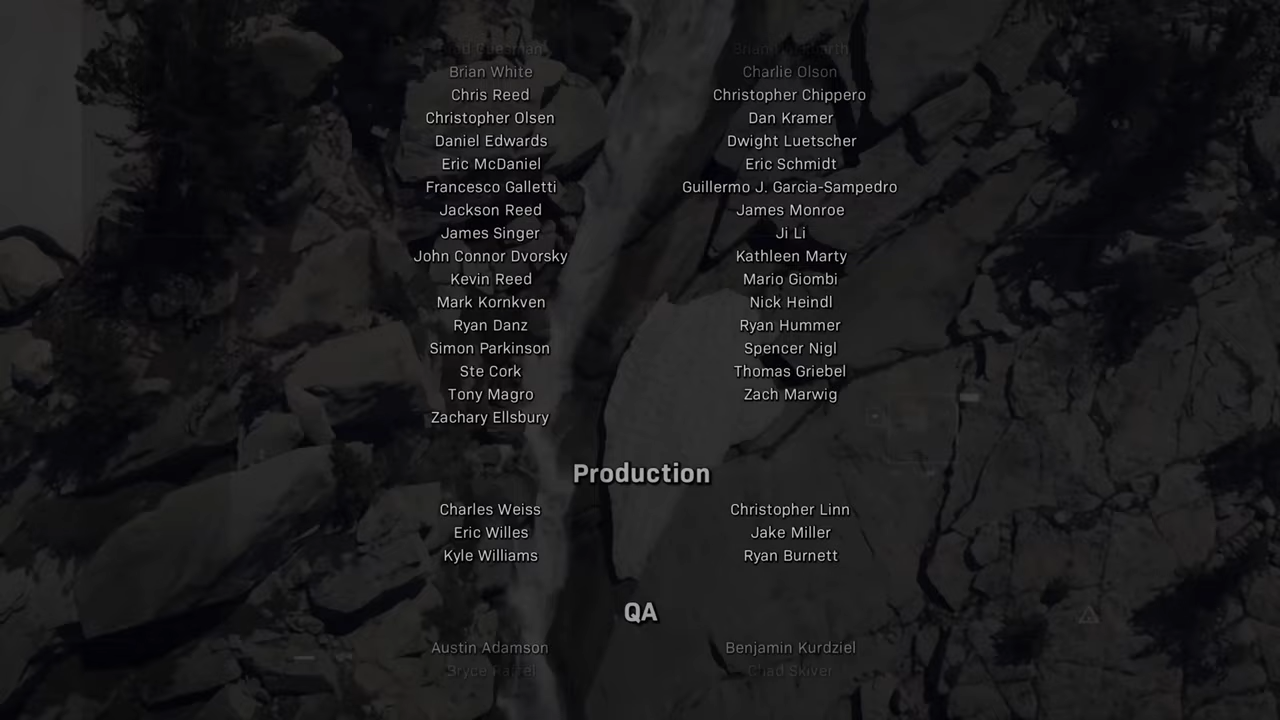 Brian White Charlie Olson
Chris Reed Christopher Chippero
Christopher Olsen Dan Kramer
Daniel Edwards Dwight Luetscher
Eric McDaniel Eric Schmidt
Francesco Galletti Guillermo J. Garcia-Sampedro
Jackson Reed James Monroe
James Singer Ji Li
John Connor Dvorsky Kathleen Marty
Kevin Reed Mario Giombi
Mark Kornkven Nick Heindl
Ryan Danz Ryan Hummer
Simon Parkinson Spencer Nigl
Ste Cork Thomas Griebel
Tony Magro Zach Marwig
Zachary Ellsbury
Production
Charles Weiss Christopher Linn
Eric Willes Jake Miller
Kyle Williams Ryan Burnett
QA
Austin Adamson Benjamin Kurdziel
Bryce Chad Skiver